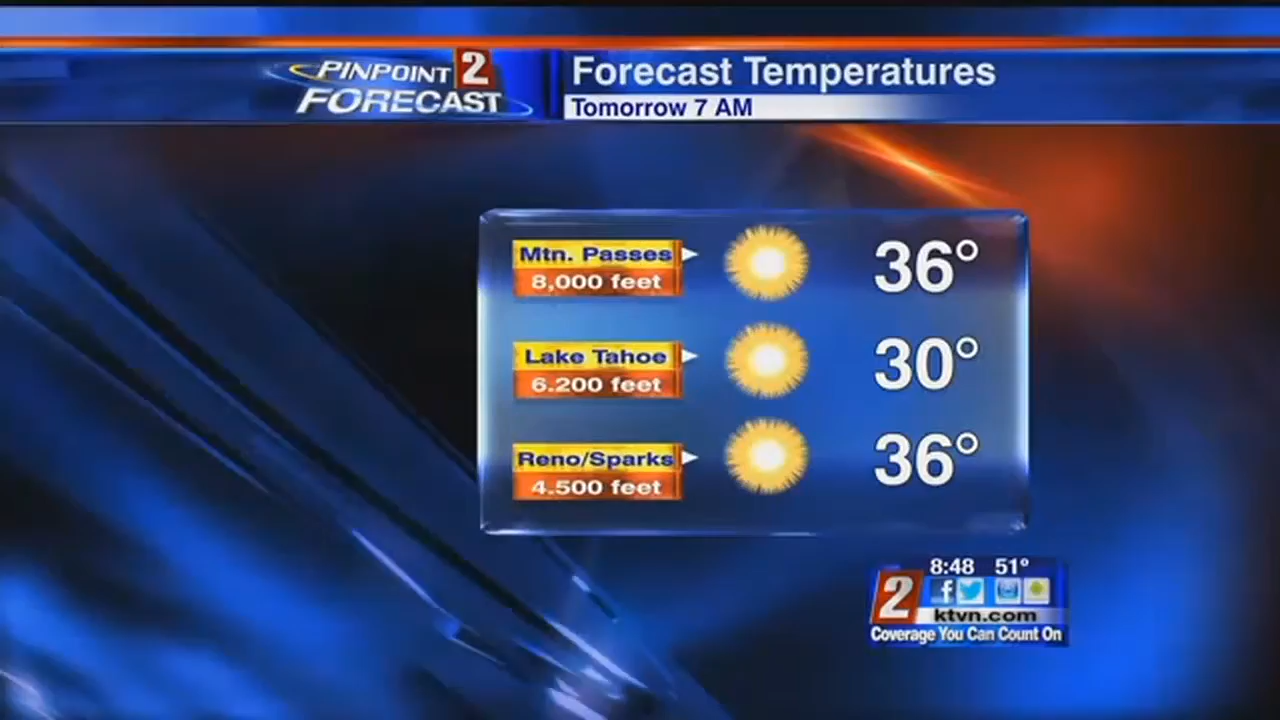 PINPOINT 2
FORECAST
Forecast Temperatures
Tomorrow 7 AM
Mtn. Passes
8,000 feet
36°
Lake Tahoe
6.200 feet
30°
Reno/Sparks
4.500 feet
36°
8:48 51°
2
ktvn.com
Coverage You Can Count On